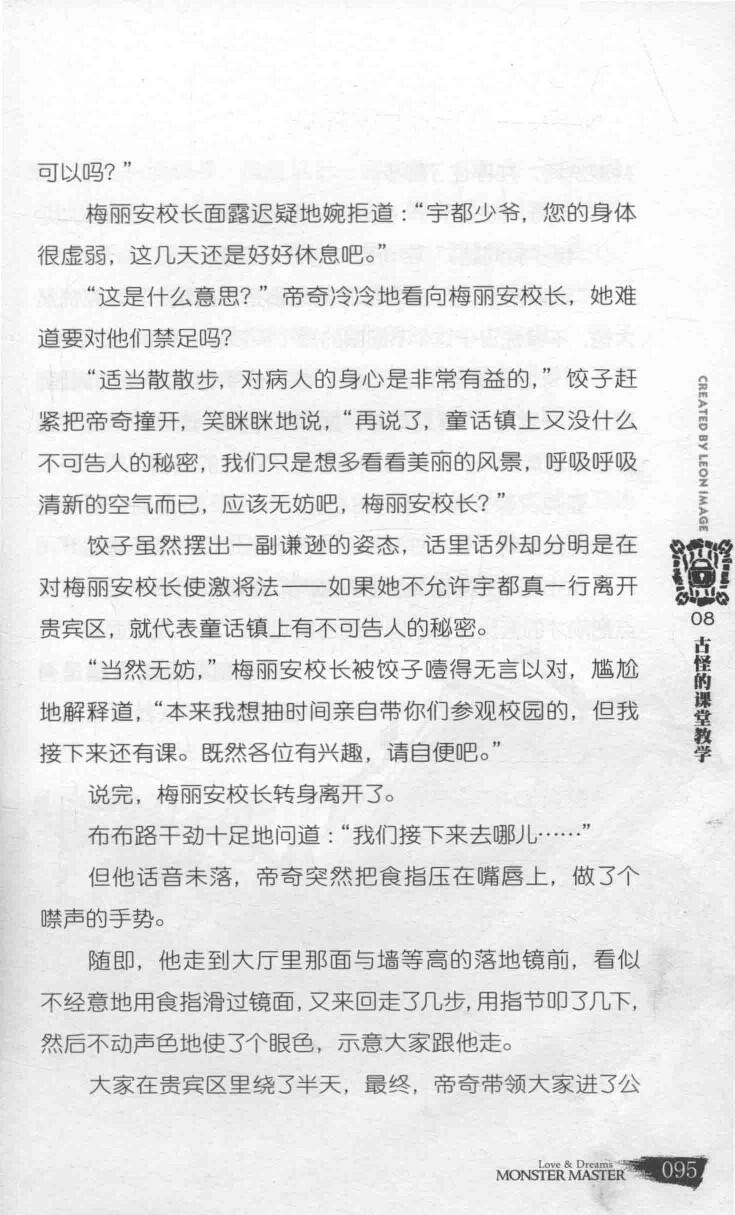 可以吗？”
梅丽安校长面露迟疑地婉拒道：“宇都少爷，您的身体
很虚弱，这几天还是好好休息吧。”
“这是什么意思？”帝奇冷冷地看向梅丽安校长，她难
道要对他们禁足吗？
“适当散散步，对病人的身心是非常有益的，”饺子赶
紧把帝奇撞开，笑眯眯地说，“再说了，童话镇上又没什么
不可告人的秘密，我们只是想多看看美丽的风景，呼吸呼吸
清新的空气而已，应该无妨吧，梅丽安校长？”
饺子虽然摆出一副谦逊的姿态，话里话外却分明是在
对梅丽安校长使激将法——如果她不允许宇都真一行离开
贵宾区，就代表童话镇上有不可告人的秘密。
“当然无妨，”梅丽安校长被饺子噎得无言以对，尴尬
地解释道，“本来我想抽时间亲自带你们参观校园的，但我
接下来还有课。既然各位有兴趣，请自便吧。”
说完，梅丽安校长转身离开了。
布布路干劲十足地问道：“我们接下来去哪儿……”
但他话音未落，帝奇突然把食指压在嘴唇上，做了个
噤声的手势。
随即，他走到大厅里那面与墙等高的落地镜前，看似
不经意地用食指滑过镜面，又来回走了几步，用指节叩了几下，
然后不动声色地使了个眼色，示意大家跟他走。
大家在贵宾区里绕了半天，最终，帝奇带领大家进了公
CREATED BY LEON IMAGE
08
古怪的课堂教学
Love & Dreams
MONSTER MASTER
095